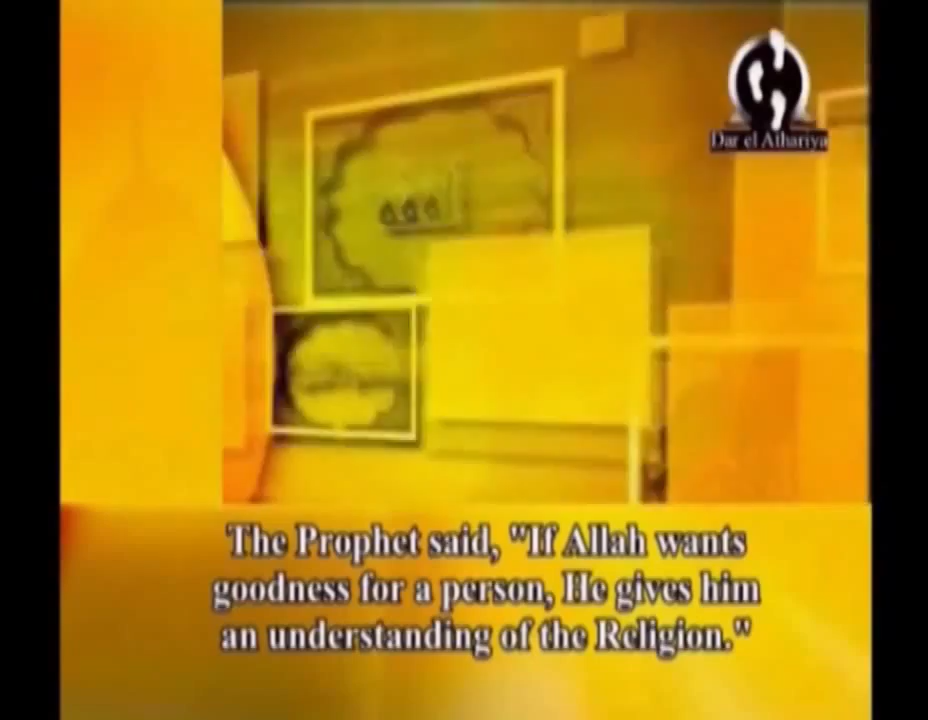 Dar el Athariya
The Prophet said, "If Allah wants
goodness for a person, He gives him
an understanding of the Religion."